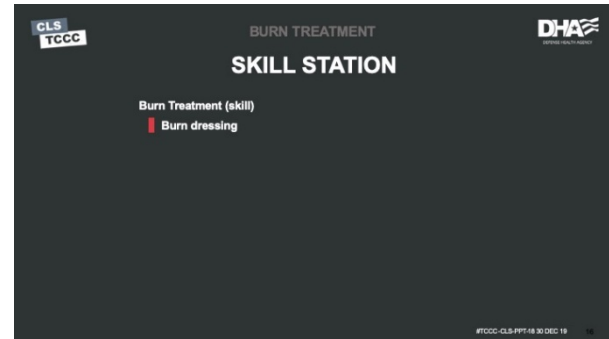 CLS
TCCC
BURN TREATMENT
DHA
DEFENSE HEALTH AGENCY
SKILL STATION
Burn Treatment (skill)
Burn dressing
#TCCC-CLS-PPT-18 30 DEC 19